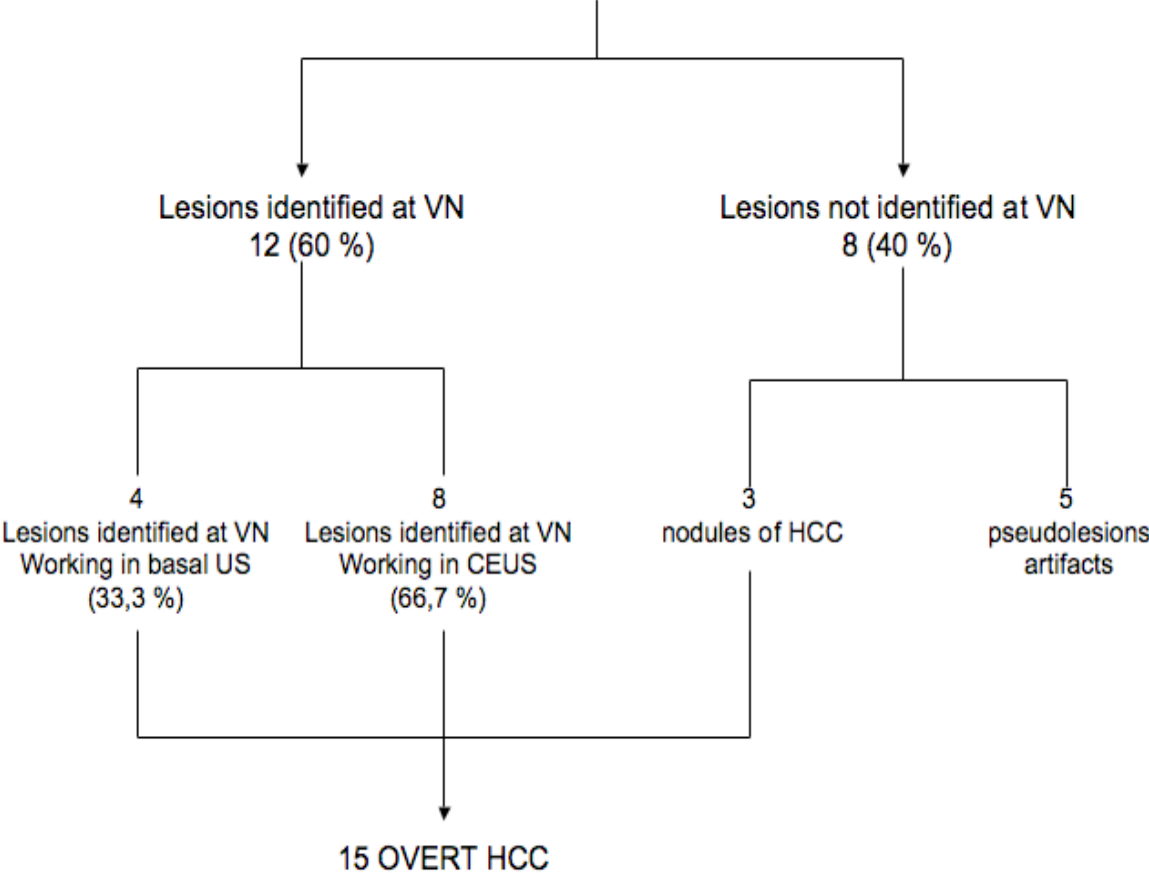 Lesions identified at VN
12 (60 %)
Lesions not identified at VN
8 (40 %)
4
Lesions identified at VN
Working in basal US
(33,3 %)
8
Lesions identified at VN
Working in CEUS
(66,7 %)
3
nodules of HCC
5
pseudolesions
artifacts
15 OVERT HCC